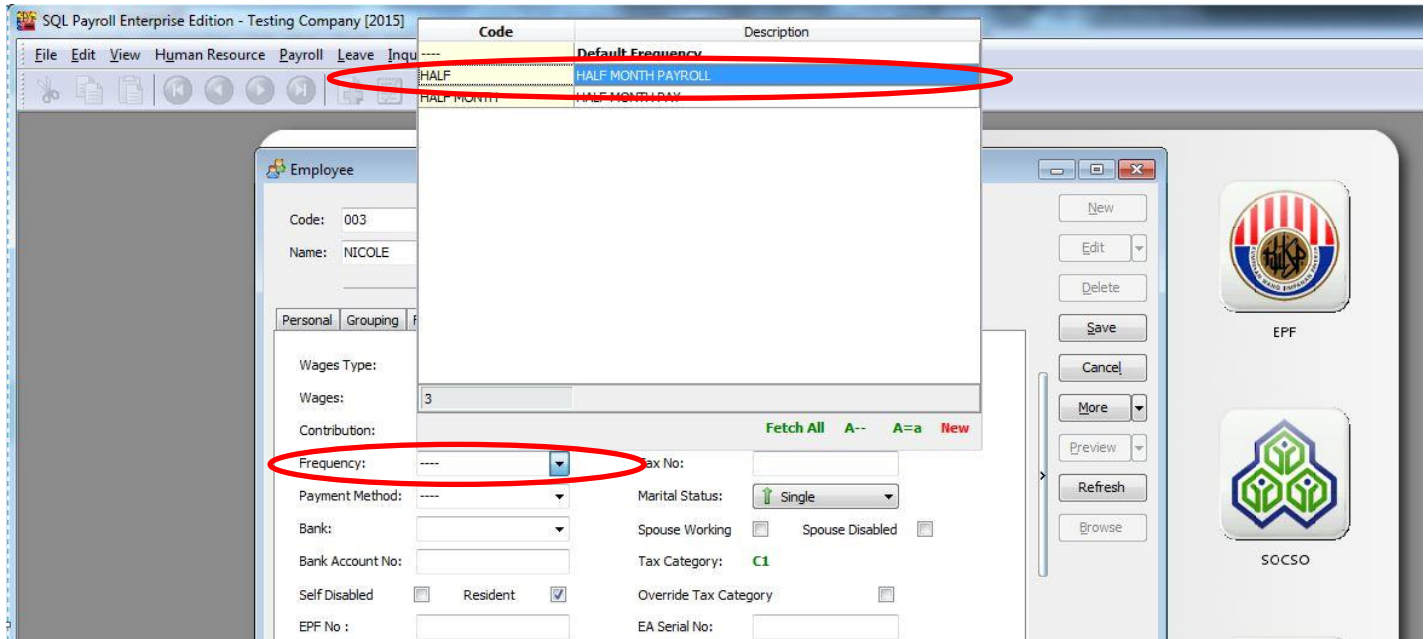 SQL Payroll Enterprise Edition - Testing Company [2015]
Code Description
File Edit View Human Resource Payroll Leave Inqu
---- Default Frequency
HALF HALF MONTH PAYROLL
HALF MONTH HALF MONTH PAY
Employee
Code: 003
Name: NICOLE
Personal Grouping
Wages Type:
Wages:
3
Contribution:
Fetch All A-- A=a New
Frequency: ---- Tax No:
Payment Method: ---- Marital Status: Single
Bank: Spouse Working Spouse Disabled
Bank Account No: Tax Category: C1
Self Disabled Resident Override Tax Category
EPF No : EA Serial No:
New
Edit
Delete
Save
Cancel
More
Preview
Refresh
Browse
EPF
SOCSO